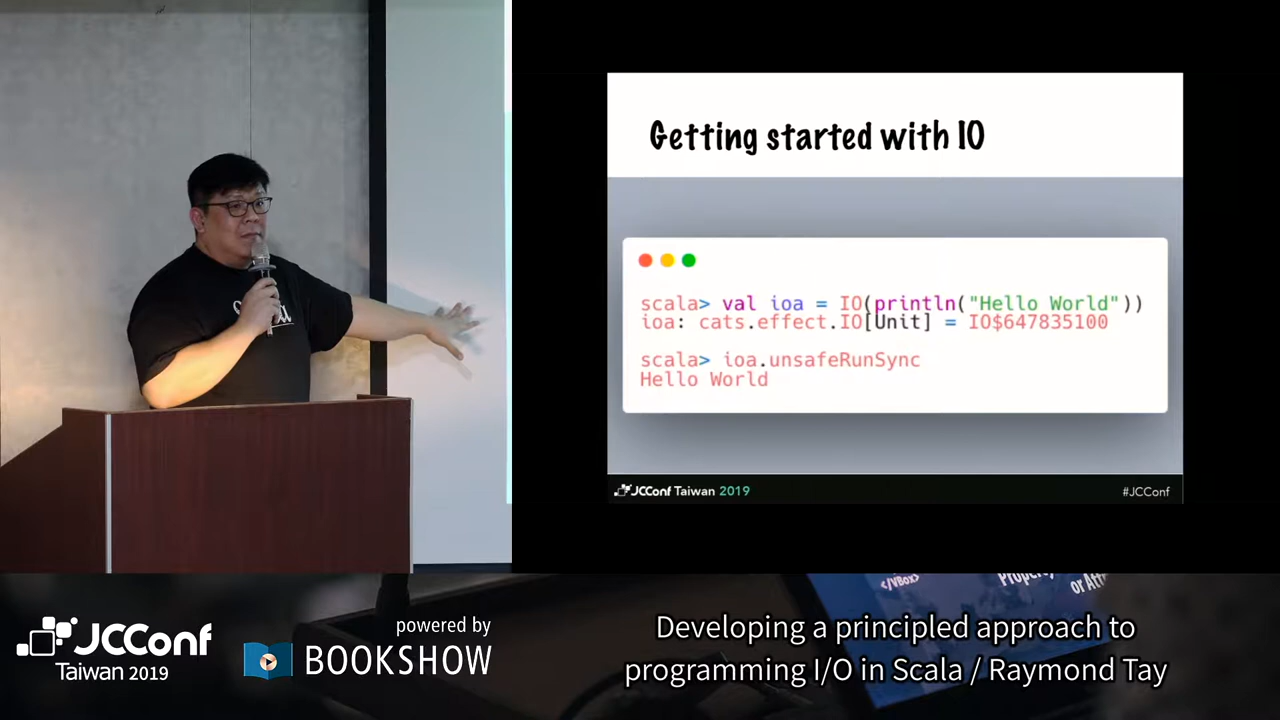 Getting started with IO
scala> val ioa = IO(println("Hello World"))
ioa: cats.effect.IO[Unit] = IO$647835100
scala> ioa.unsafeRunSync
Hello World
JCConf Taiwan 2019
#JCConf
</VBox>
JCConf
Taiwan 2019
powered by
BOOKSHOW
Developing a principled approach to
programming I/O in Scala / Raymond Tay